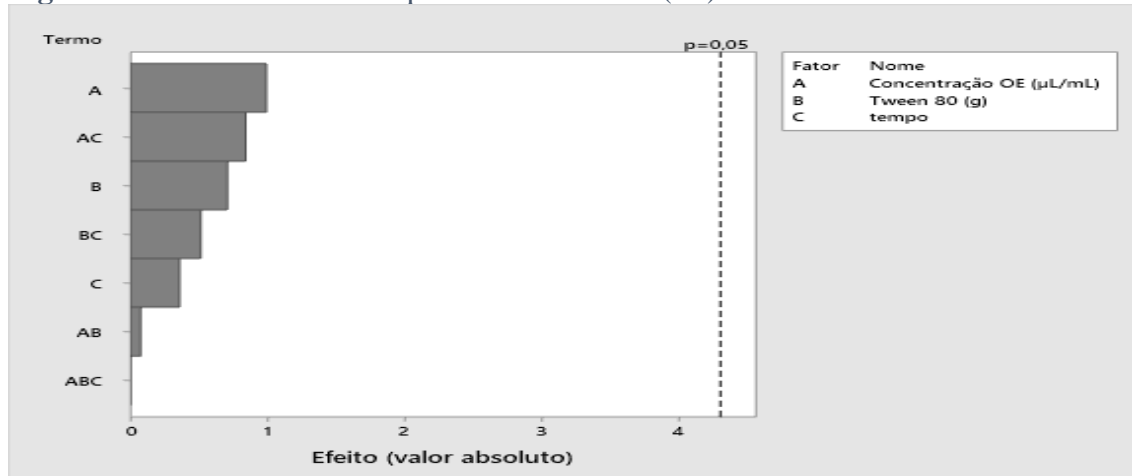 Termo
p=0,05
A
AC
B
BC
C
AB
ABC
0 1 2 3 4
Efeito (valor absoluto)
Fator Nome
A Concentração OE (µL/mL)
B Tween 80 (g)
C tempo